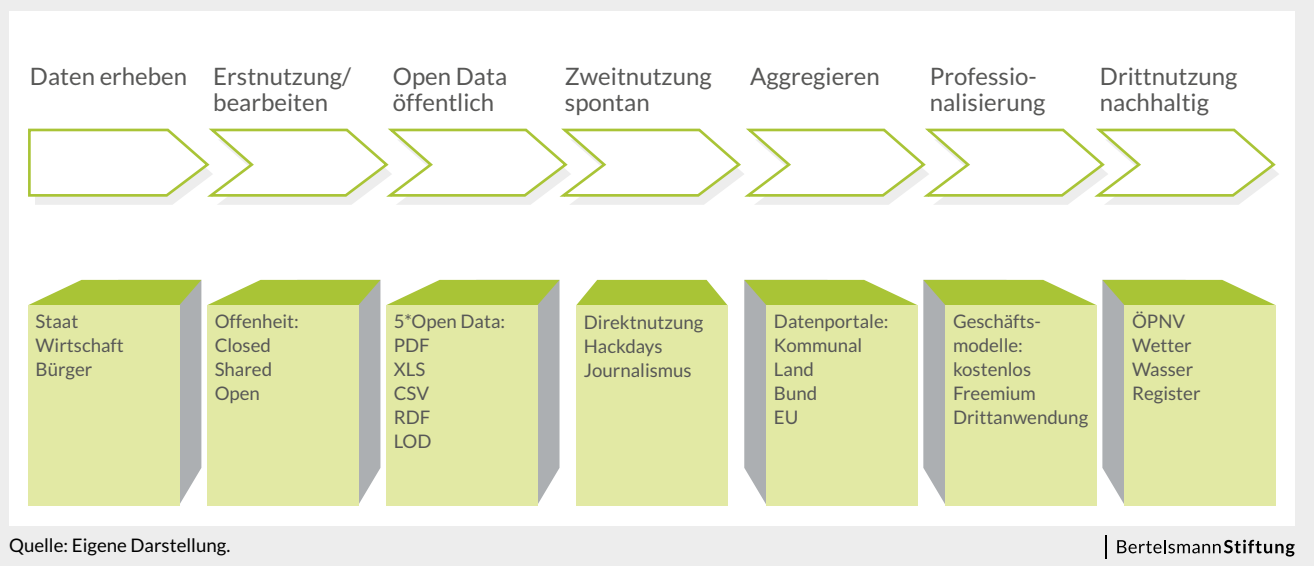 Daten erheben
Erstnutzung/
bearbeiten
Open Data
öffentlich
Zweitnutzung
spontan
Aggregieren
Professio-
nalisierung
Drittnutzung
nachhaltig
Staat
Wirtschaft
Bürger
Offenheit:
Closed
Shared
Open
5*Open Data:
PDF
XLS
CSV
RDF
LOD
Direktnutzung
Hackdays
Journalismus
Datenportale:
Kommunal
Land
Bund
EU
Geschäfts-
modelle:
kostenlos
Freemium
Drittanwendung
ÖPNV
Wetter
Wasser
Register
Quelle: Eigene Darstellung.
BertelsmannStiftung